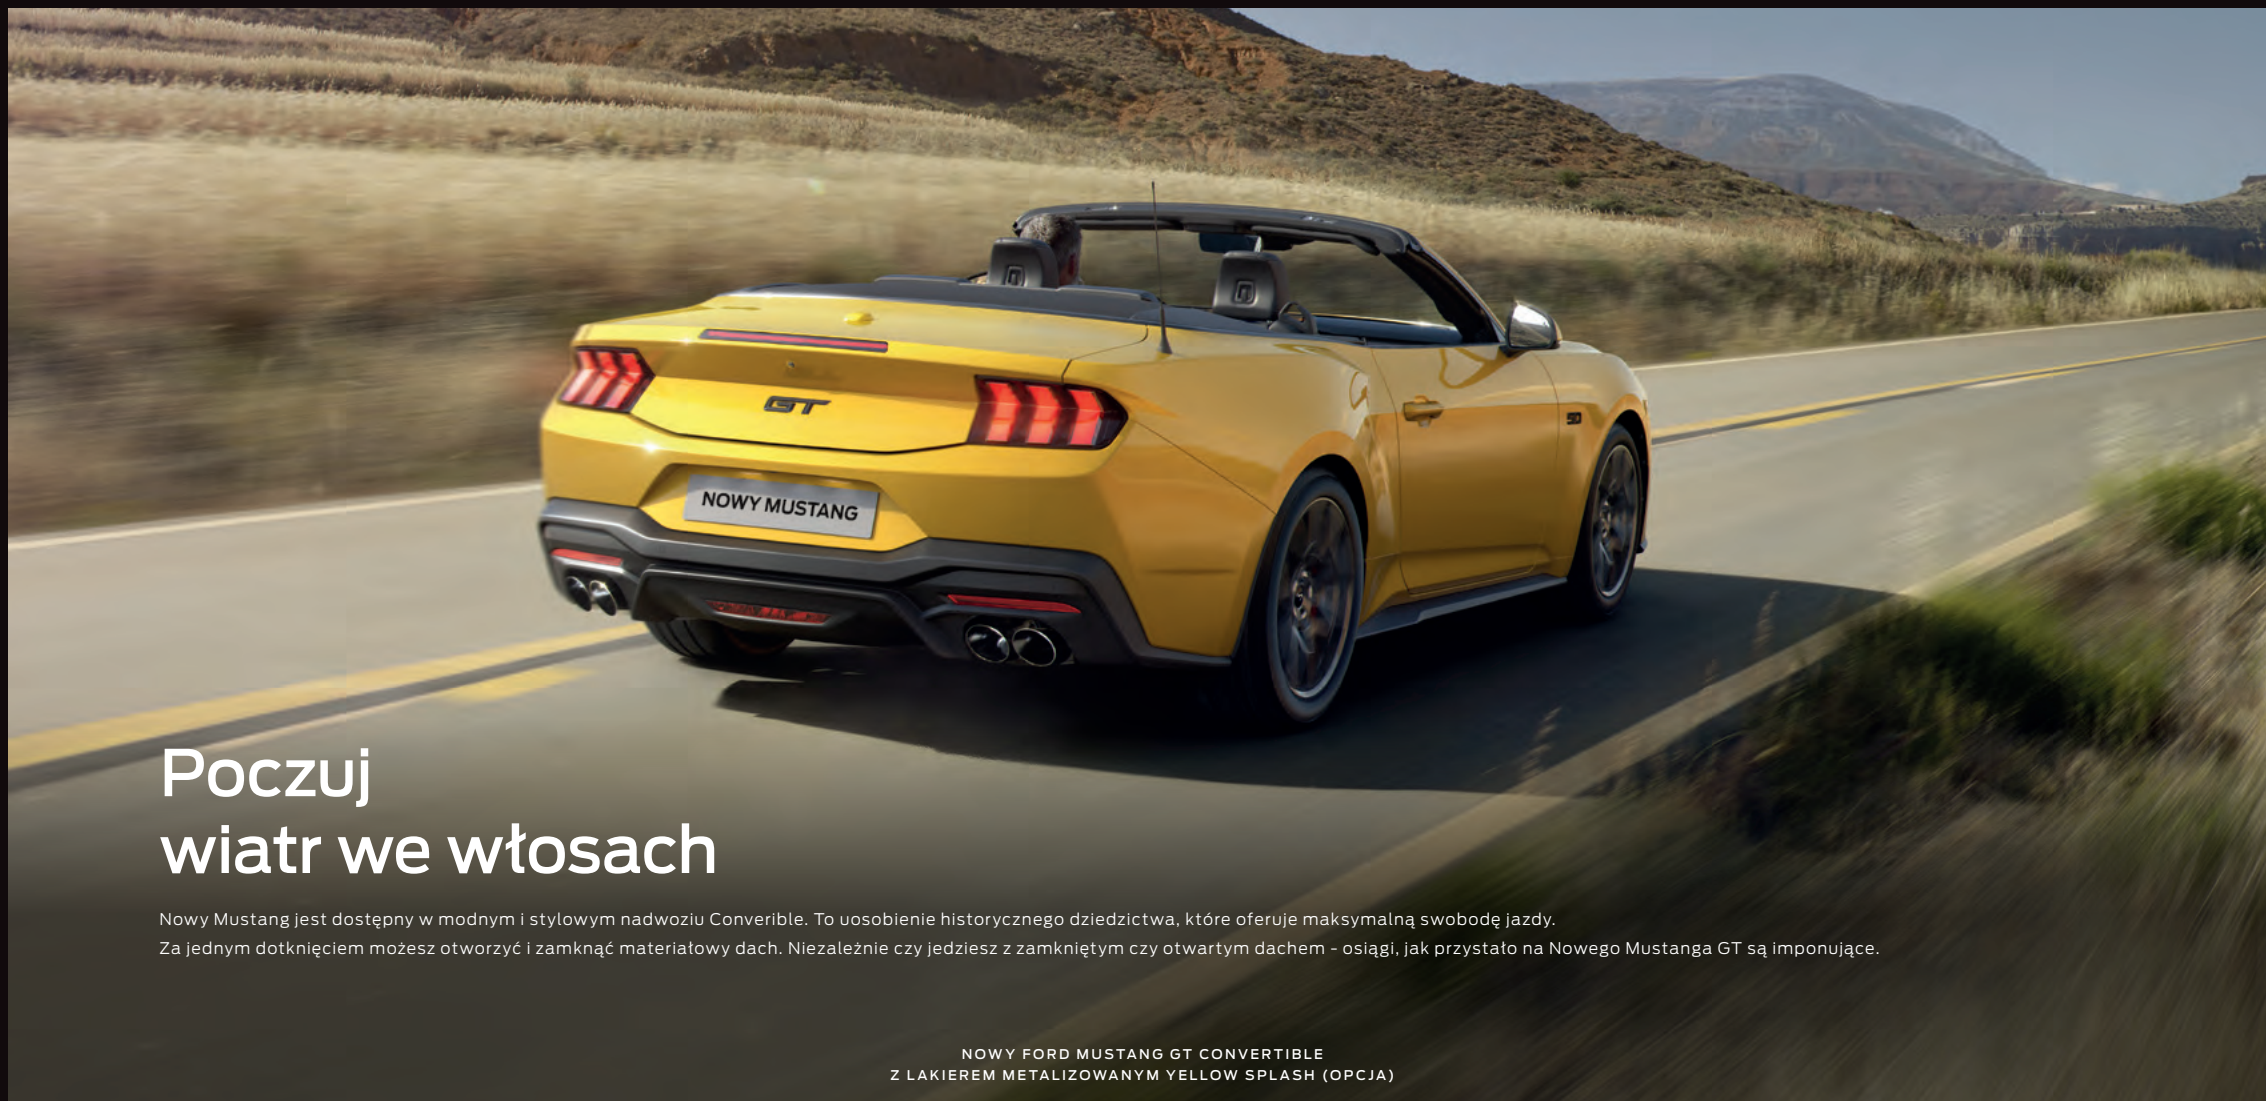 GT
5.0
NOWY MUSTANG
Poczuj
wiatr we włosach
Nowy Mustang jest dostępny w modnym i stylowym nadwoziu Converible. To uosobienie historycznego dziedzictwa, które oferuje maksymalną swobodę jazdy.
Za jednym dotknięciem możesz otworzyć i zamknąć materiałowy dach. Niezależnie czy jedziesz z zamkniętym czy otwartym dachem - osiągi, jak przystało na Nowego Mustanga GT są imponujące.
NOWY FORD MUSTANG GT CONVERTIBLE
Z LAKIEREM METALIZOWANYM YELLOW SPLASH (OPCJA)